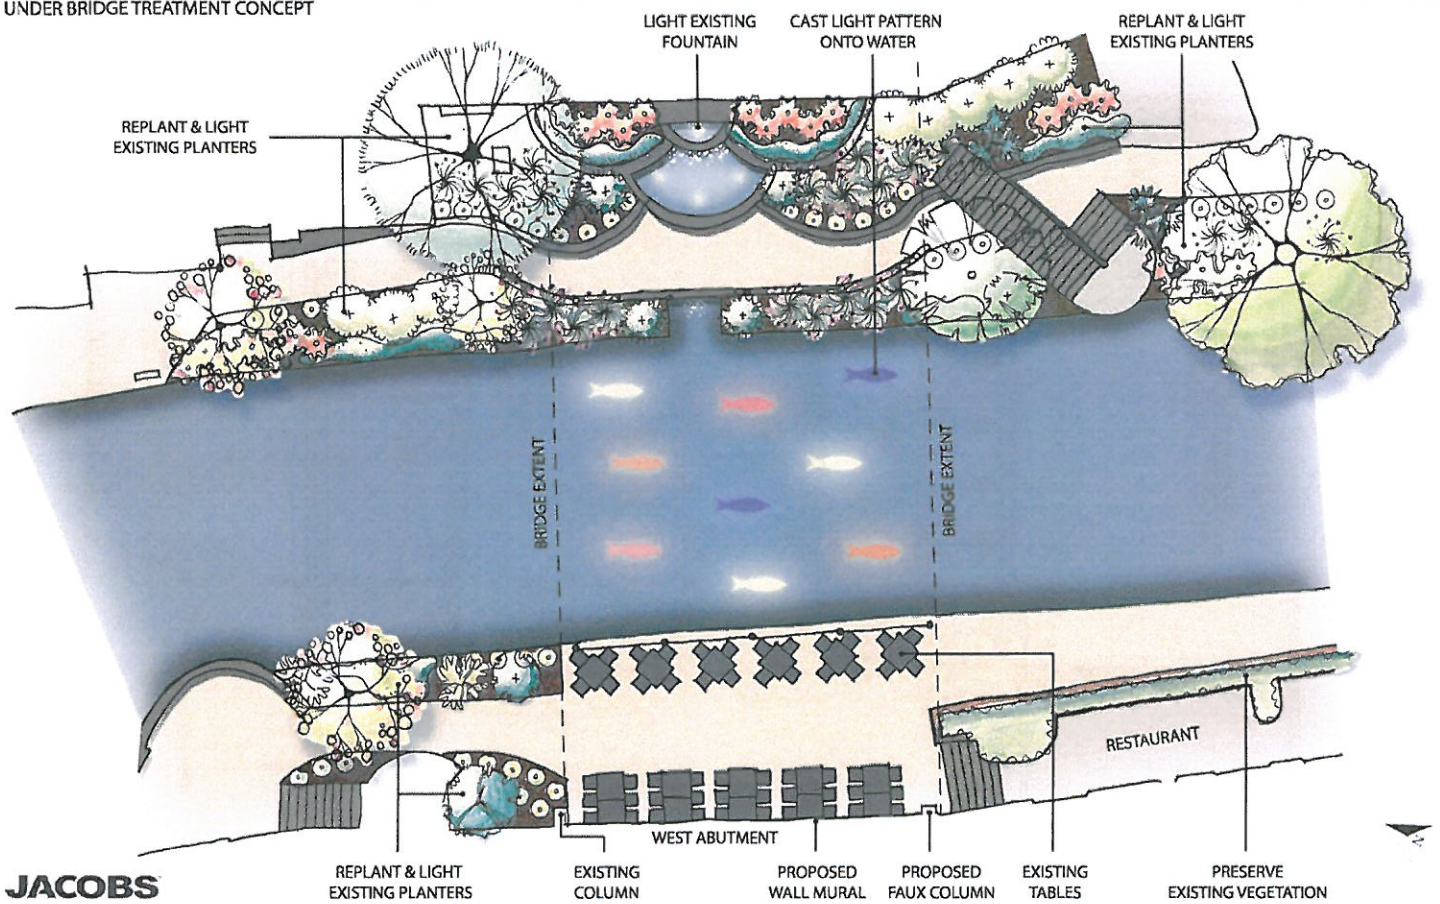 UNDER BRIDGE TREATMENT CONCEPT
LIGHT EXISTING
FOUNTAIN
CAST LIGHT PATTERN
ONTO WATER
REPLANT & LIGHT
EXISTING PLANTERS
REPLANT & LIGHT
EXISTING PLANTERS
BRIDGE EXTENT
BRIDGE EXTENT
RESTAURANT
WEST ABUTMENT
REPLANT & LIGHT
EXISTING PLANTERS
EXISTING
COLUMN
PROPOSED
WALL MURAL
PROPOSED
FAUX COLUMN
EXISTING
TABLES
PRESERVE
EXISTING VEGETATION
N
JACOBS